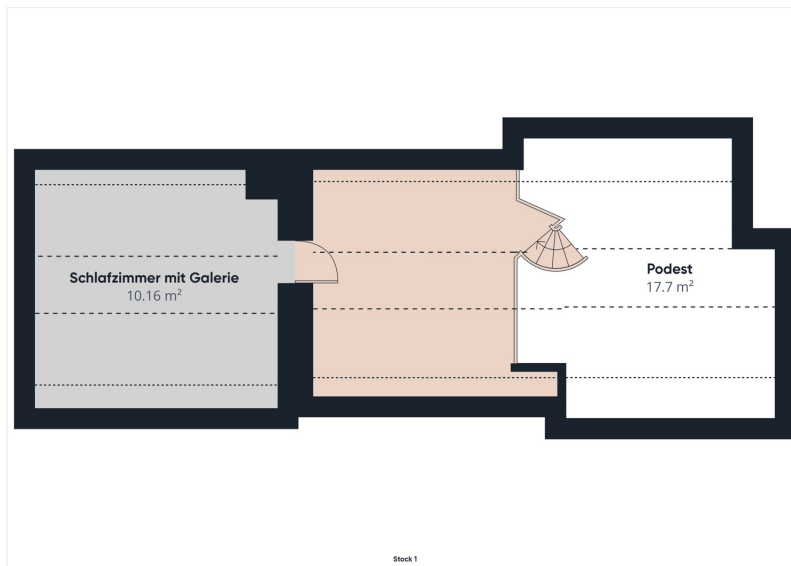 Schlafzimmer mit Galerie
10.16 m²
Podest
17.7 m²
Stock 1